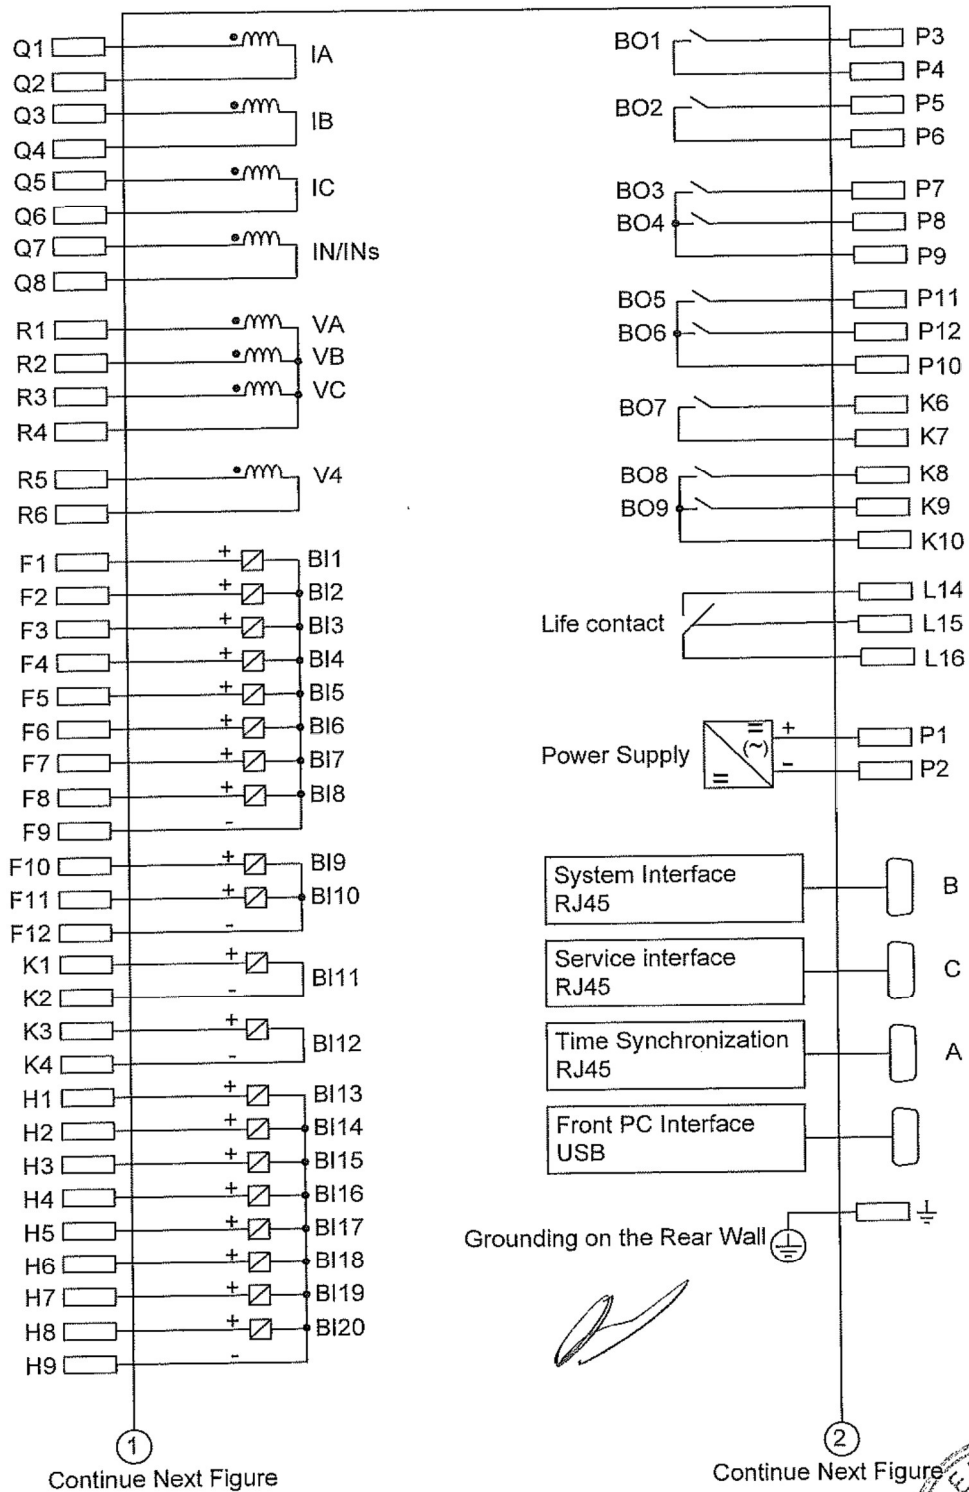 Q1 IA
Q2
Q3 IB
Q4
Q5 IC
Q6
Q7 IN/INs
Q8
R1 VA
R2 VB
R3 VC
R4
R5 V4
R6
F1 + BI1
F2 + BI2
F3 + BI3
F4 + BI4
F5 + BI5
F6 + BI6
F7 + BI7
F8 + BI8
F9 -
F10 + BI9
F11 + BI10
F12 -
K1 + BI11
K2 -
K3 + BI12
K4 -
H1 + BI13
H2 + BI14
H3 + BI15
H4 + BI16
H5 + BI17
H6 + BI18
H7 + BI19
H8 + BI20
H9 -
1
Continue Next Figure
BO1 P3
P4
BO2 P5
P6
BO3 P7
BO4 P8
P9
BO5 P11
BO6 P12
P10
BO7 K6
K7
BO8 K8
BO9 K9
K10
L14
Life contact L15
L16
Power Supply = (~) = + P1
- P2
System Interface
RJ45
B
Service interface
RJ45
C
Time Synchronization
RJ45
A
Front PC Interface
USB
Grounding on the Rear Wall
2
Continue Next Figure